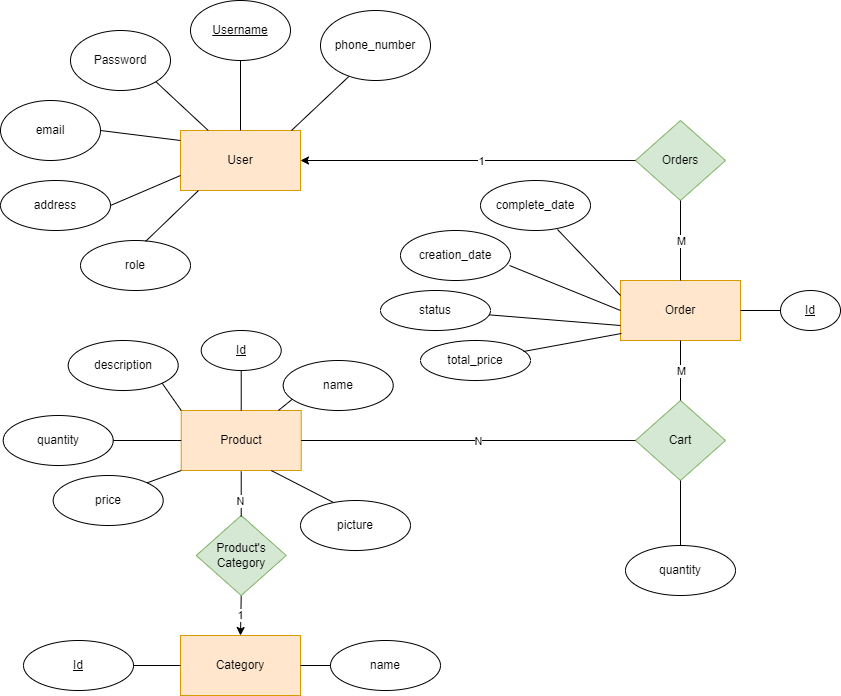 Username
phone_number
Password
email
User
1
Orders
address
complete_date
role
creation_date
M
status
Order
Id
total_price
Id
description
name
M
quantity
Product
N
Cart
price
N
picture
Product's
Category
quantity
1
Id
Category
name